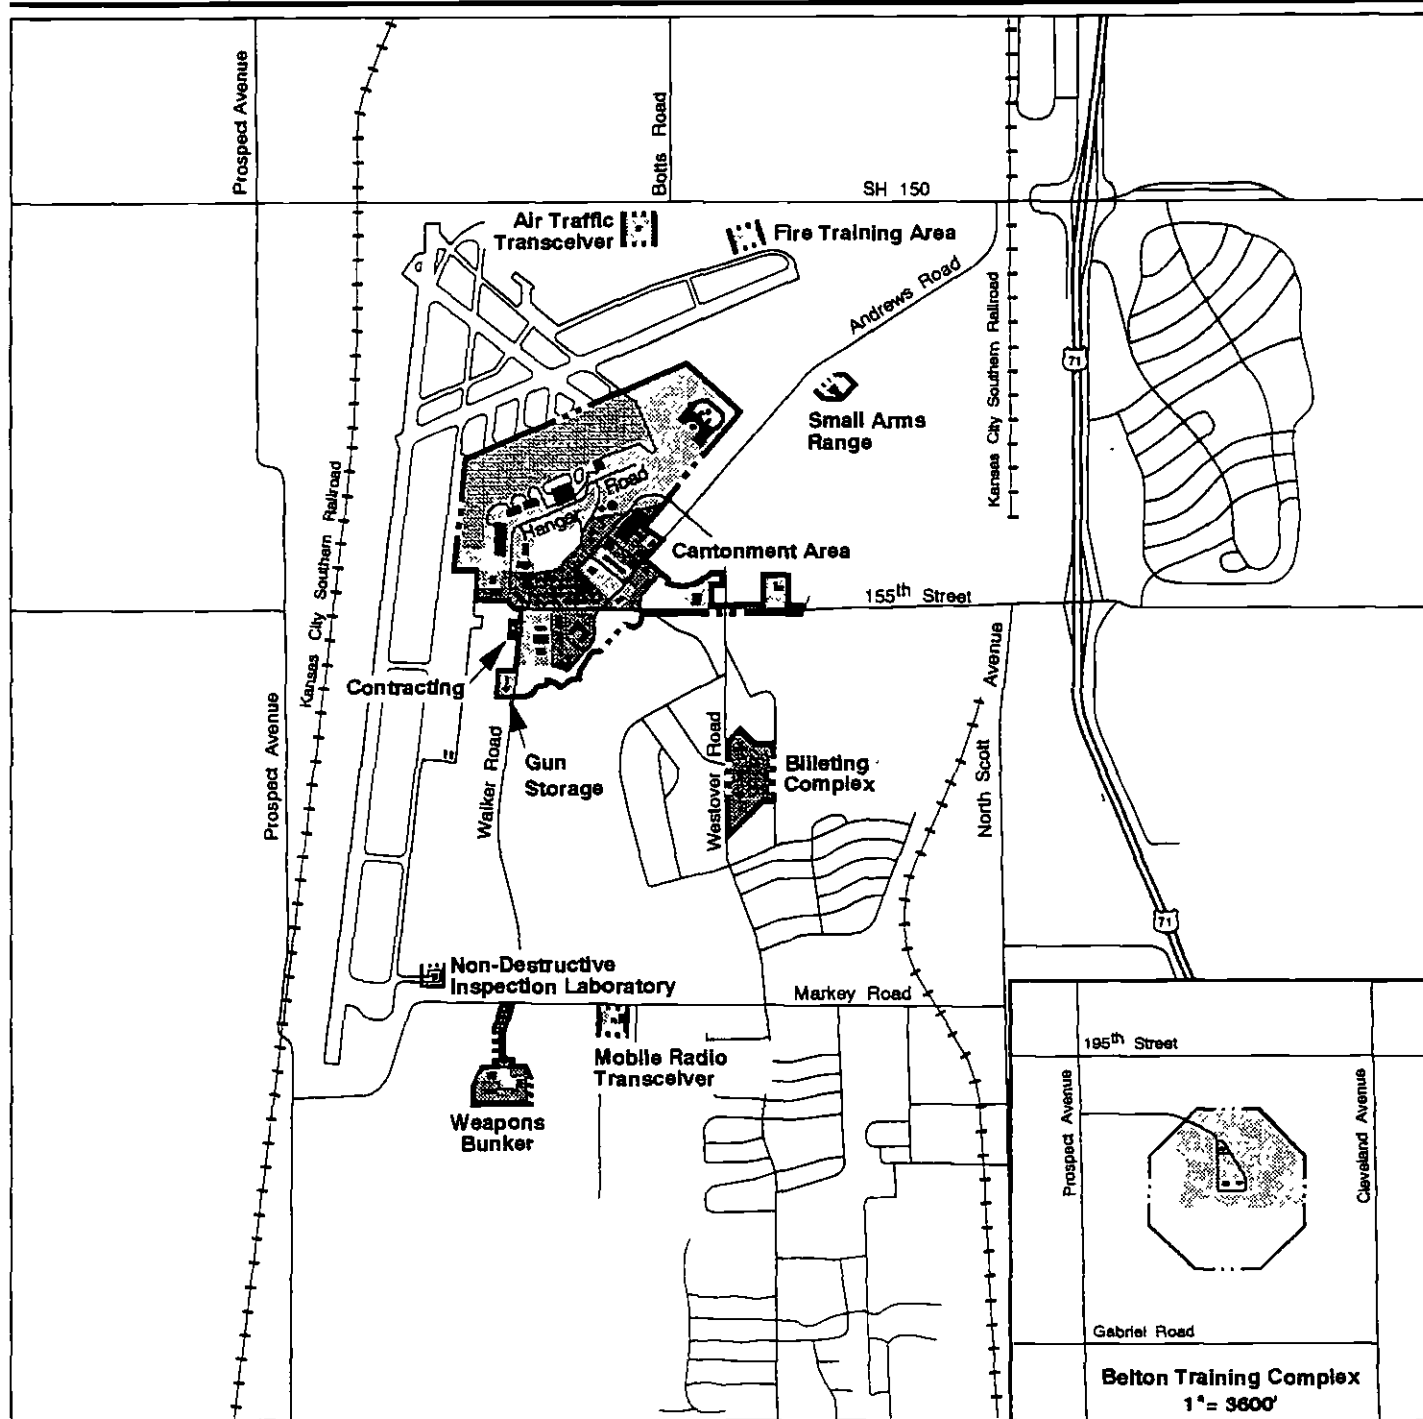 Prospect Avenue
Botts Road
SH 150
Air Traffic
Transceiver
Fire Training Area
Andrews Road
Kansas City Southern Railroad
71
Small Arms
Range
Kansas City Southern Railroad
Hanger Road
Cantonment Area
155th Street
Contracting
Prospect Avenue
Walker Road
Gun
Storage
Westover Road
Billeting
Complex
North Scott Avenue
71
Non-Destructive
Inspection Laboratory
Markey Road
Mobile Radio
Transceiver
Weapons
Bunker
195th Street
Prospect Avenue
Cleveland Avenue
Gabriel Road
Belton Training Complex
1"= 3600'